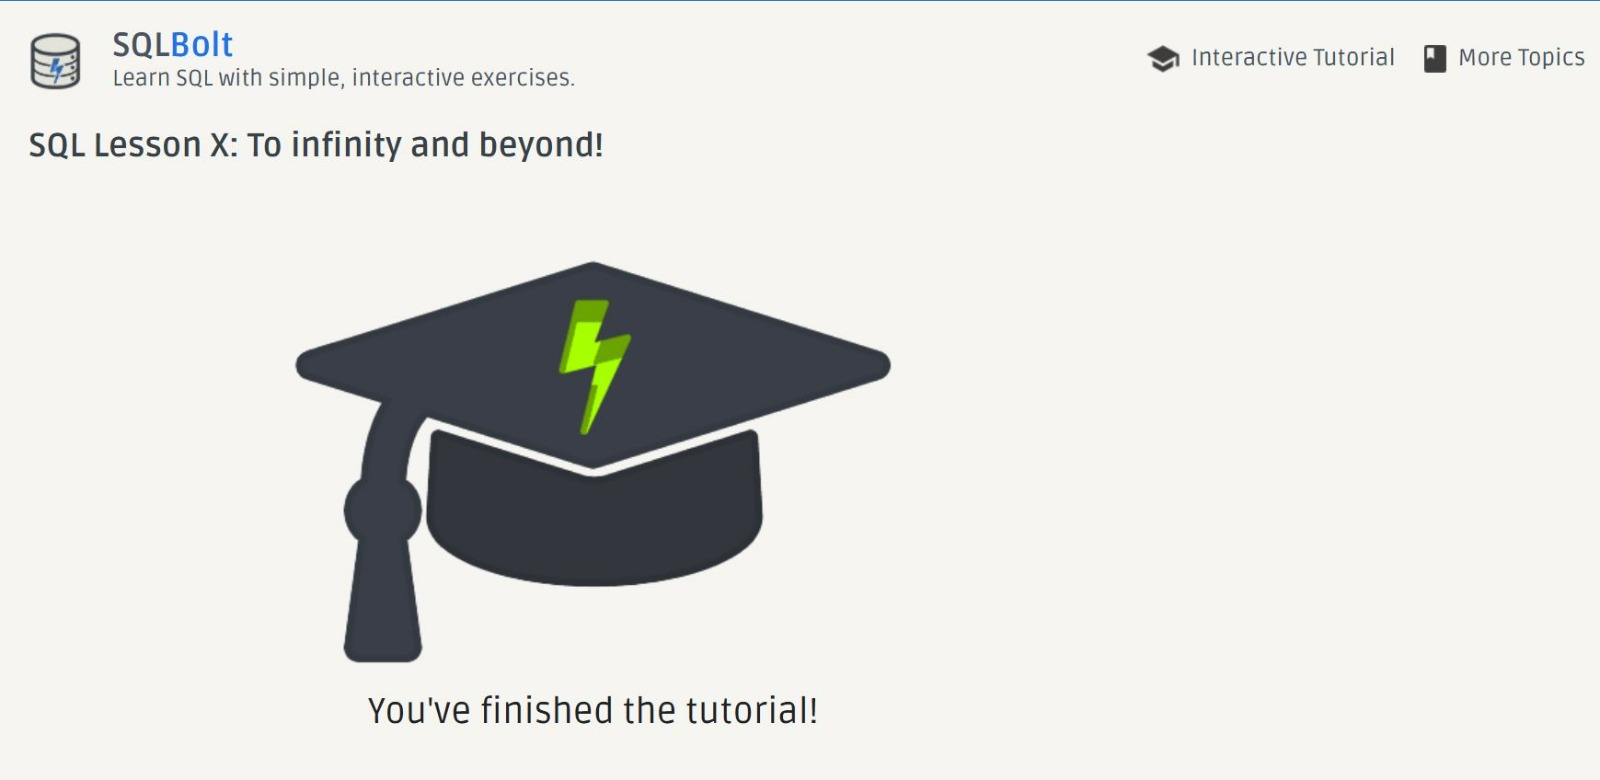 SQLBolt
Learn SQL with simple, interactive exercises.
Interactive Tutorial
More Topics
SQL Lesson X: To infinity and beyond!
You've finished the tutorial!